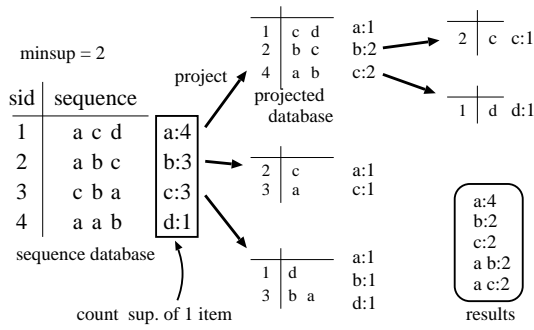 minsup = 2
sid sequence
1 a c d
2 a b c
3 c b a
4 a a b
sequence database
a:4
b:3
c:3
d:1
count sup. of 1 item
project
1 c d
2 b c
4 a b
projected
database
a:1
b:2
c:2
2 c
c:1
1 d
d:1
2 c
3 a
a:1
c:1
1 d
3 b a
a:1
b:1
d:1
a:4
b:2
c:2
a b:2
a c:2
results